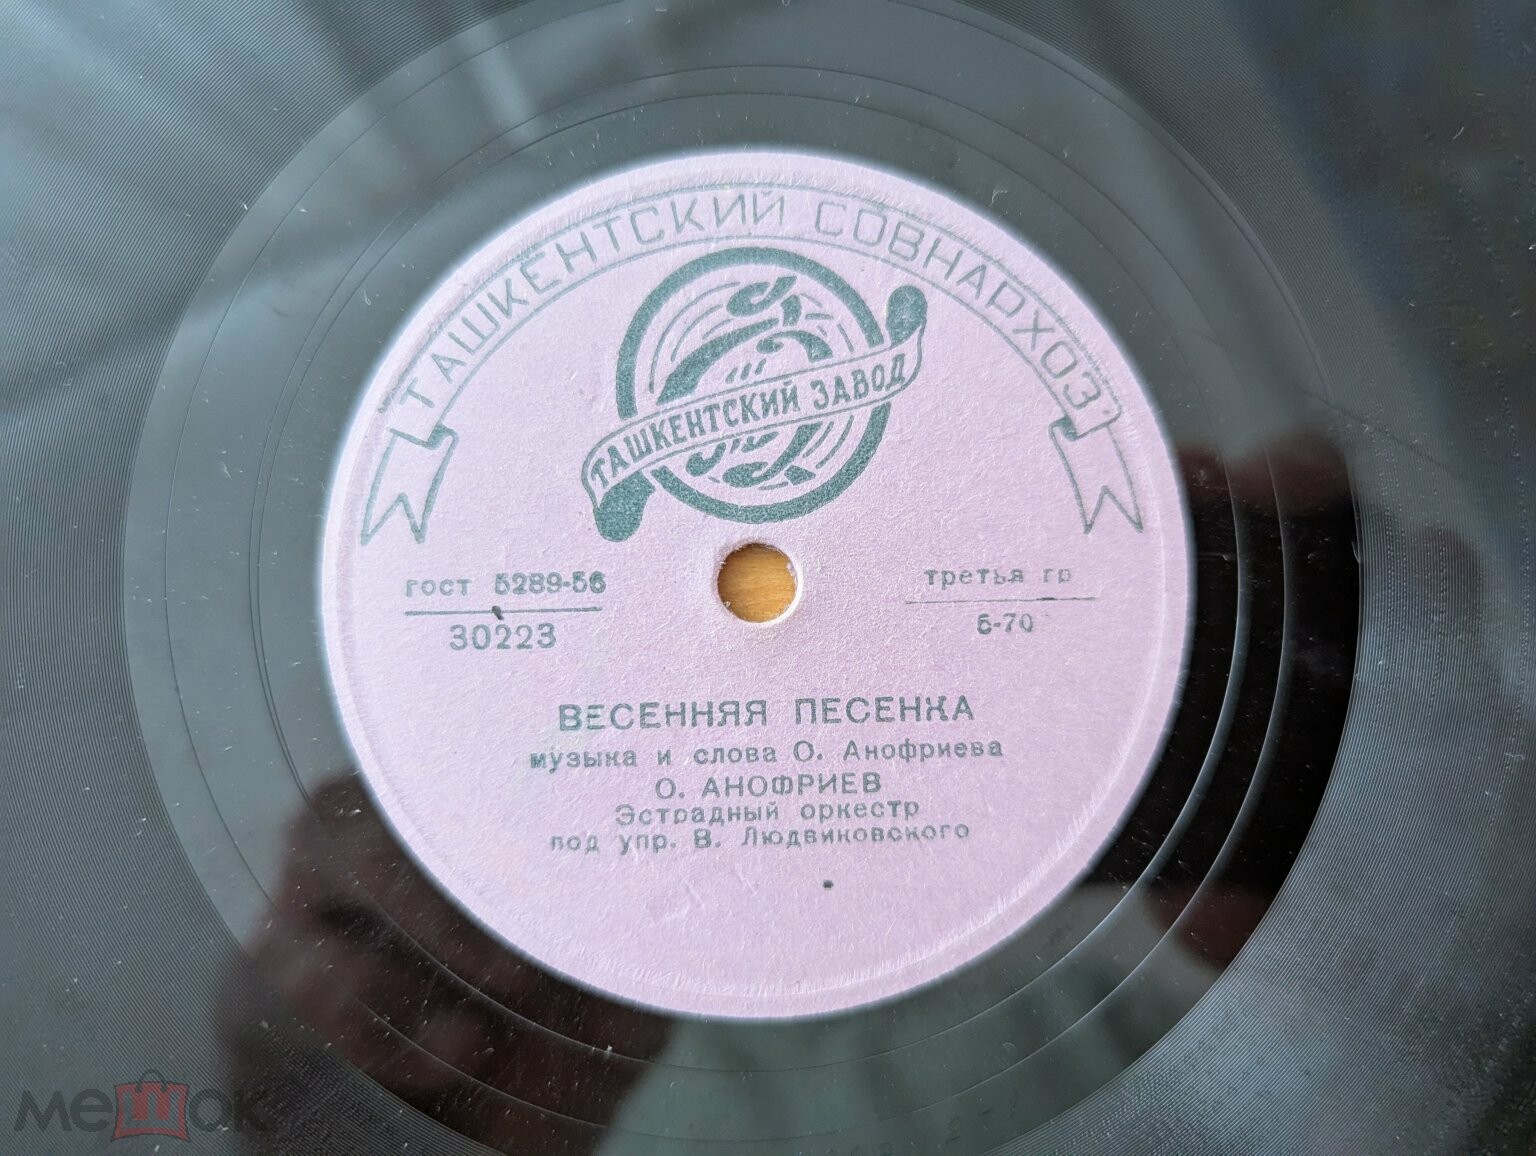 ТАШКЕНТСКИЙ СОВНАРХОЗ
ТАШКЕНТСКИЙ ЗАВОД
гост 5289-56
30223
третья гр
5-70
ВЕСЕННЯЯ ПЕСЕНКА
музыка и слова О. Анофриева
О. АНОФРИЕВ
Эстрадный оркестр
под упр. В. Людвиковского
мешок